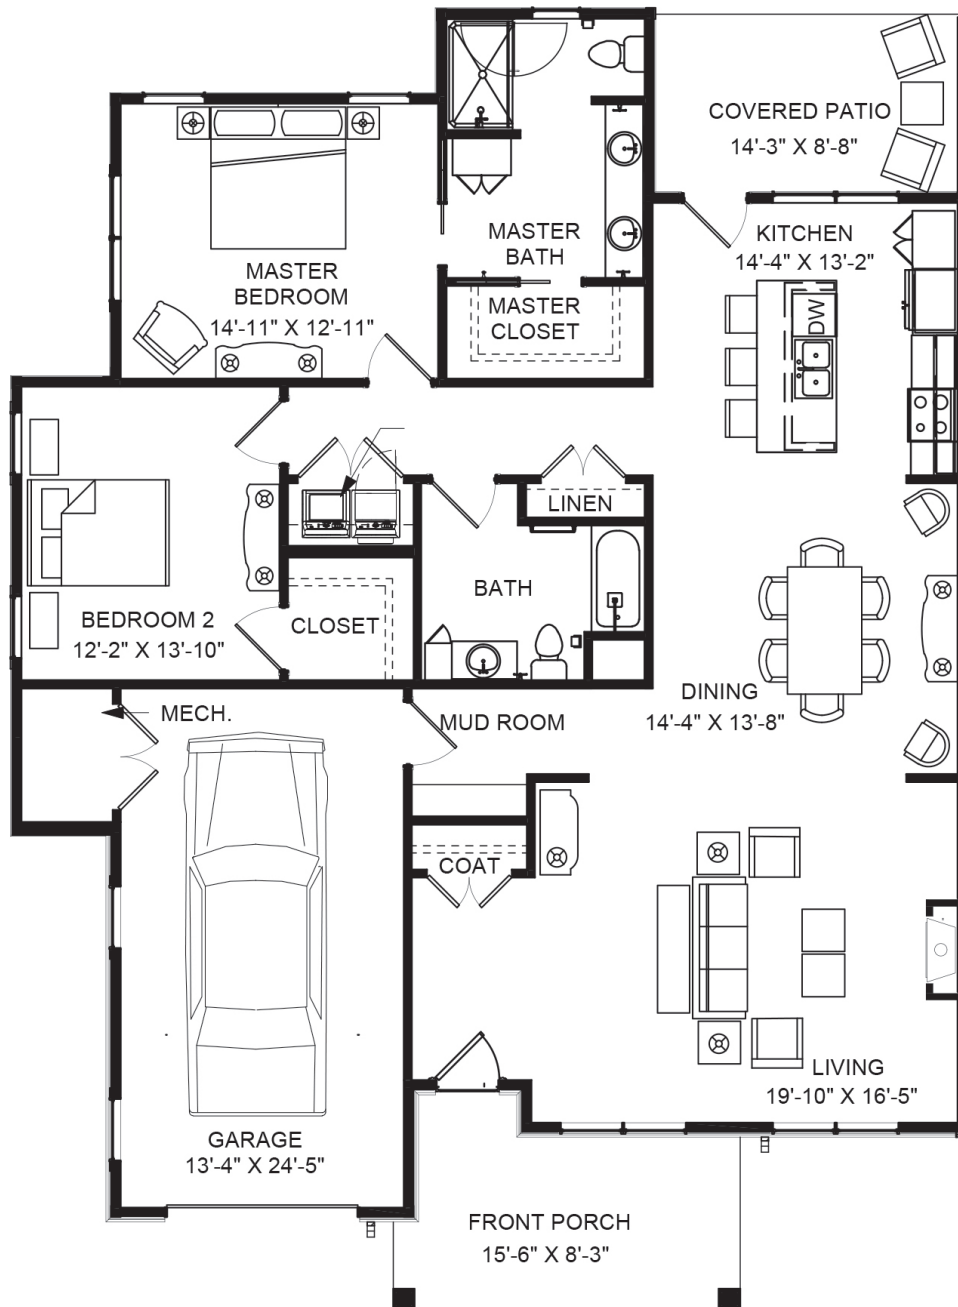 COVERED PATIO
14'-3" X 8'-8"
MASTER
BATH
KITCHEN
14'-4" X 13'-2"
MASTER
BEDROOM
14'-11" X 12'-11"
MASTER
CLOSET
DW
LINEN
BATH
BEDROOM 2
12'-2" X 13'-10"
CLOSET
DINING
14'-4" X 13'-8"
MECH.
MUD ROOM
COAT
LIVING
19'-10" X 16'-5"
GARAGE
13'-4" X 24'-5"
FRONT PORCH
15'-6" X 8'-3"